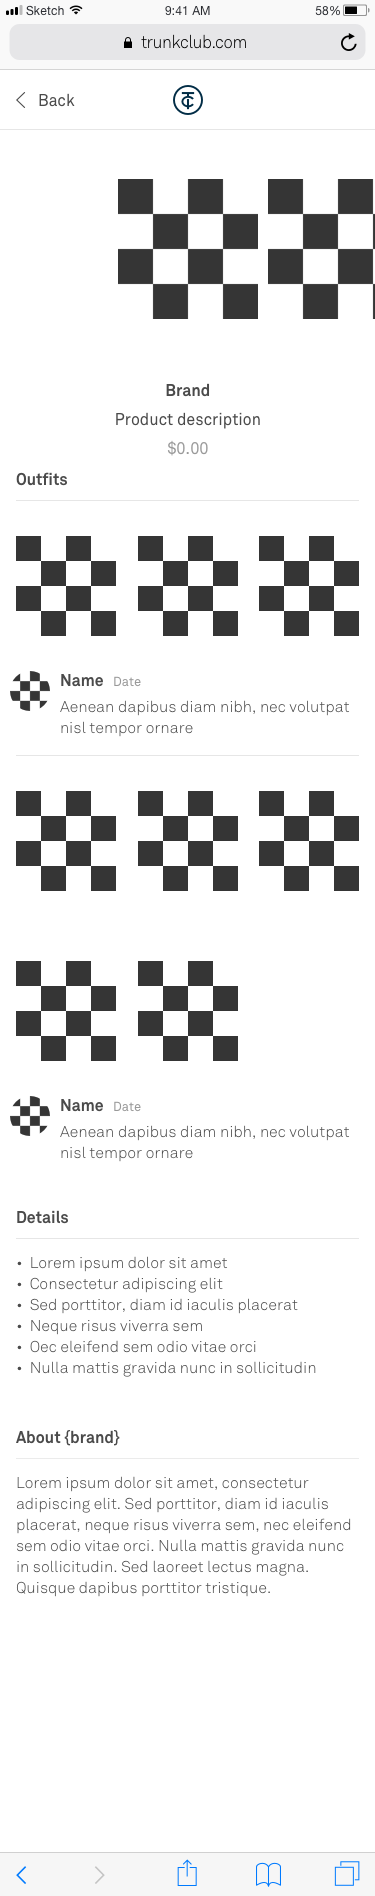 Sketch 9:41 AM 58%
trunkclub.com
Back
Brand
Product description
$0.00
Outfits
Name Date
Aenean dapibus diam nibh, nec volutpat
nisl tempor ornare
Name Date
Aenean dapibus diam nibh, nec volutpat
nisl tempor ornare
Details
• Lorem ipsum dolor sit amet
• Consectetur adipiscing elit
• Sed porttitor, diam id iaculis placerat
• Neque risus viverra sem
• Oec eleifend sem odio vitae orci
• Nulla mattis gravida nunc in sollicitudin
About {brand}
Lorem ipsum dolor sit amet, consectetur
adipiscing elit. Sed porttitor, diam id iaculis
placerat, neque risus viverra sem, nec eleifend
sem odio vitae orci. Nulla mattis gravida nunc
in sollicitudin. Sed laoreet lectus magna.
Quisque dapibus porttitor tristique.